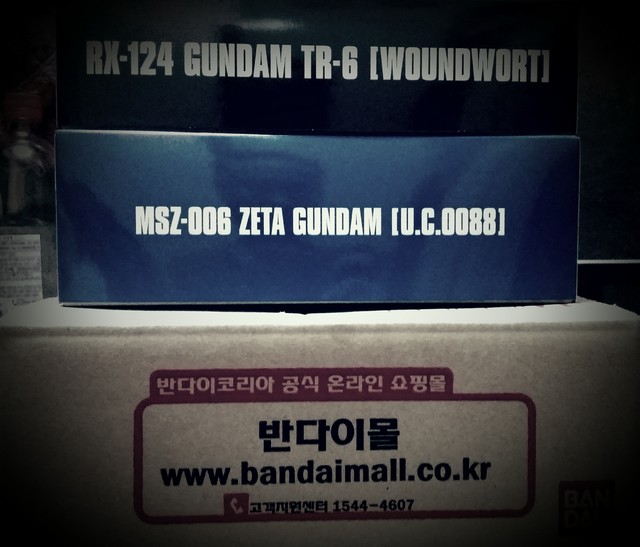 RX-124 GUNDAM TR-6 [WOUNDWORT]
MSZ-006 ZETA GUNDAM [U.C.0088]
반다이코리아 공식 온라인 쇼핑몰
반다이몰
www.bandaimall.co.kr
고객지원센터 1544-4607
BAN
DAI